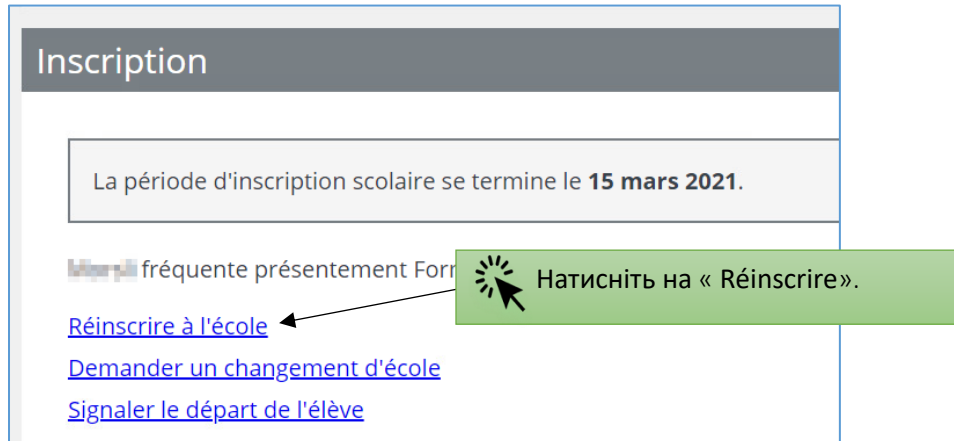 Inscription
La période d'inscription scolaire se termine le 15 mars 2021.
fréquente présentement
Натисніть на « Réinscrire».
Réinscrire à l'école
Demander un changement d'école
Signaler le départ de l'élève